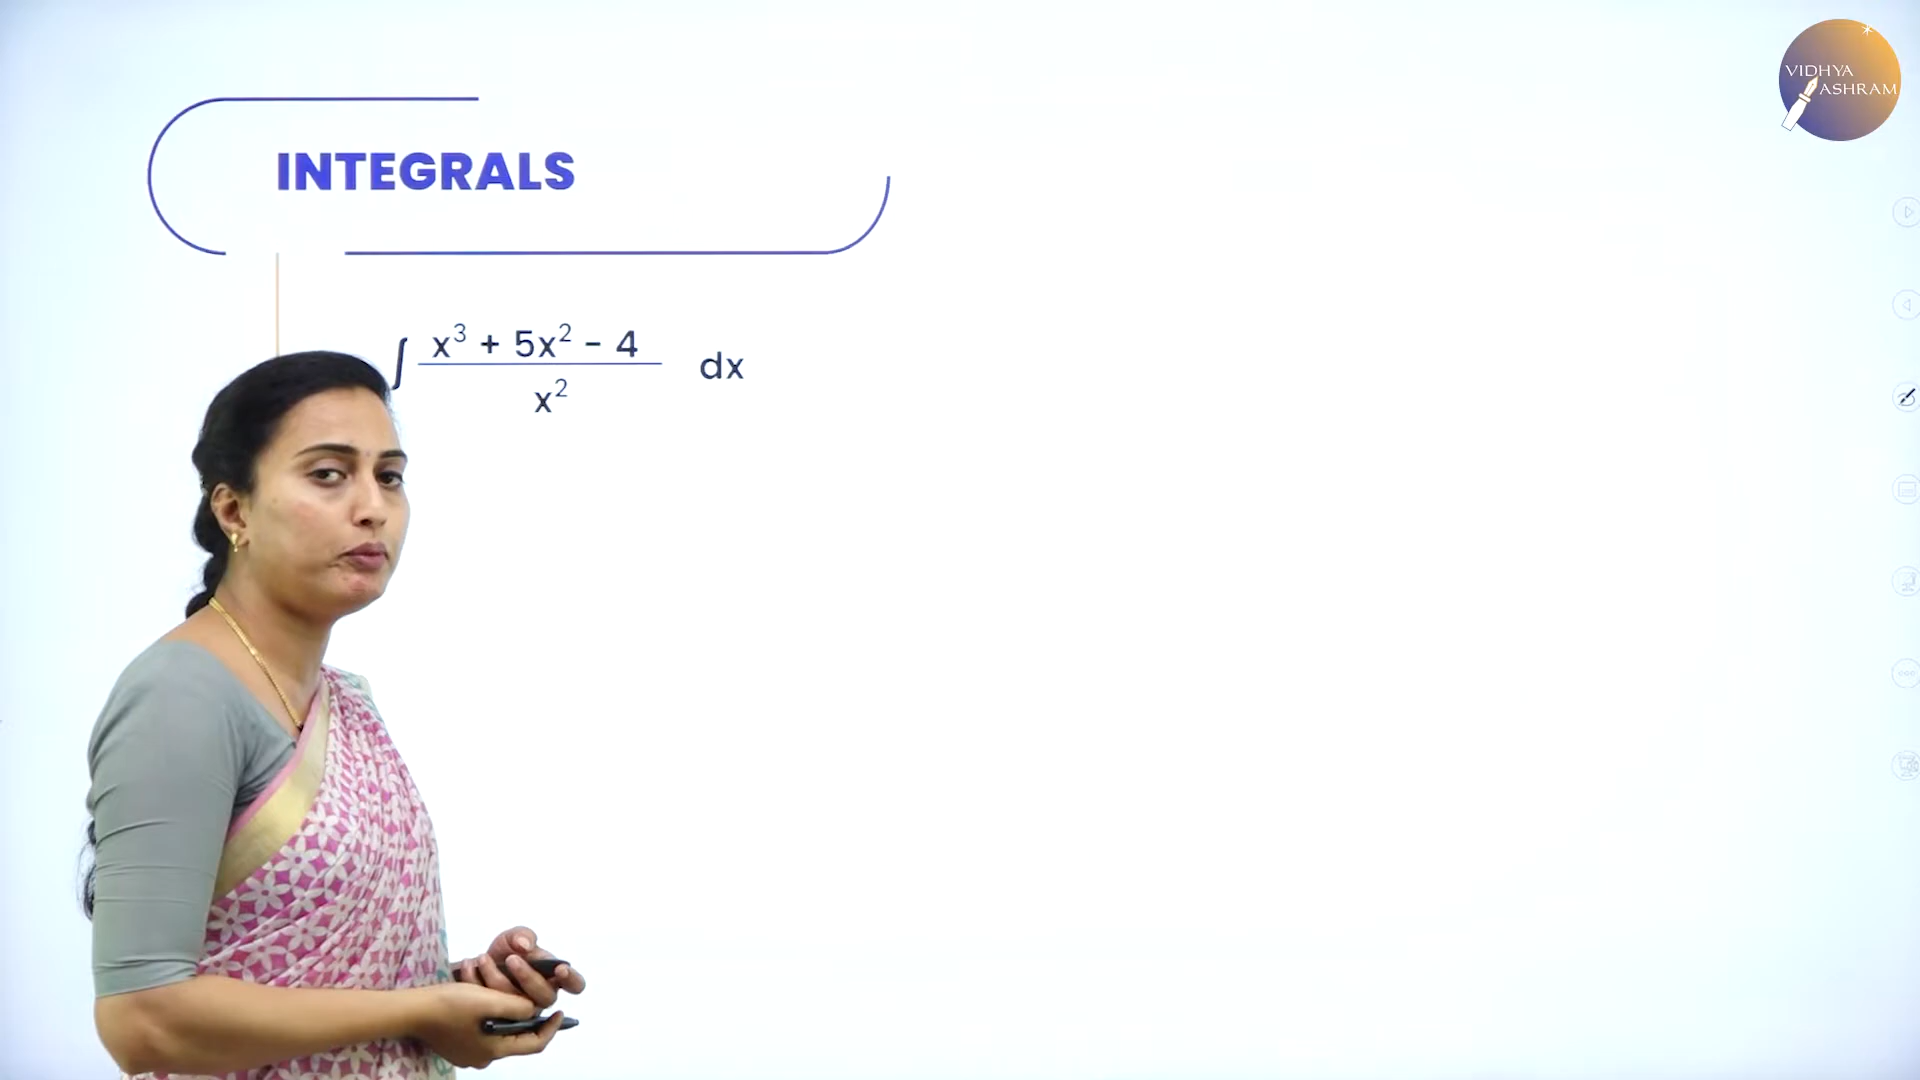 VIDHYA
ASHRAM
INTEGRALS
∫ x³ + 5x² - 4 dx
x²